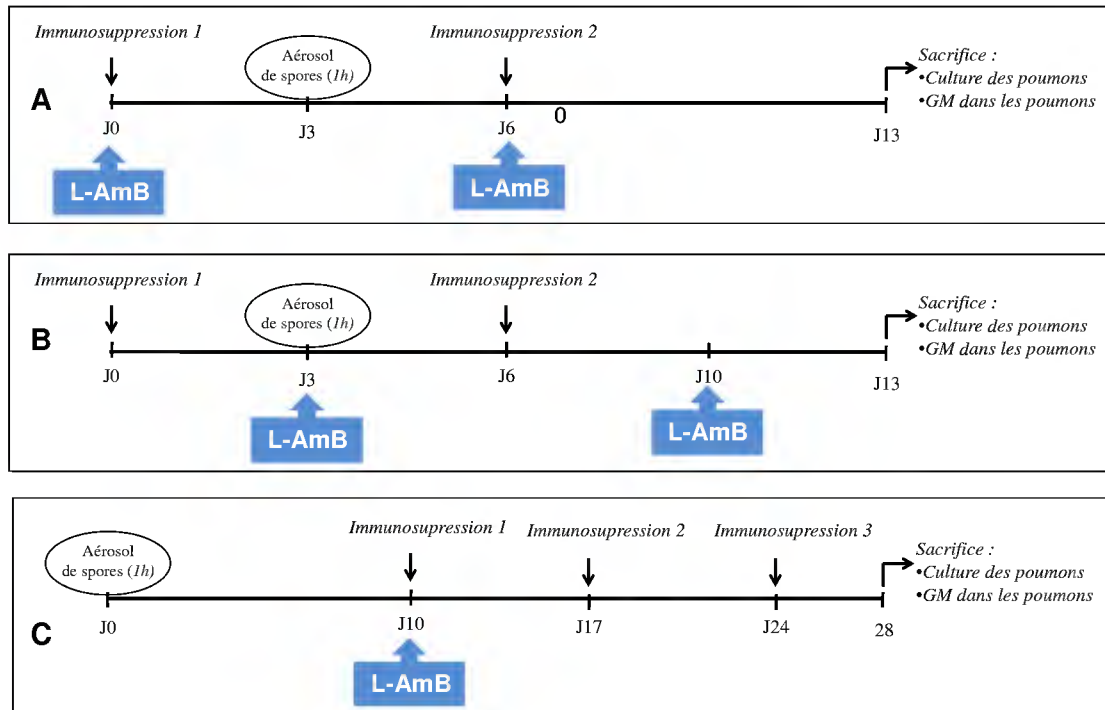 Immunosuppression 1
Aérosol
de spores (1h)
Immunosuppression 2
Sacrifice :
•Culture des poumons
•GM dans les poumons
A
J0
J3
J6
0
J13
L-AmB
L-AmB
Immunosuppression 1
Aérosol
de spores (1h)
Immunosuppression 2
Sacrifice :
•Culture des poumons
•GM dans les poumons
B
J0
J3
J6
J10
J13
L-AmB
L-AmB
Aérosol
de spores (1h)
Immunosupression 1
Immunosupression 2
Immunosupression 3
Sacrifice :
•Culture des poumons
•GM dans les poumons
C
J0
J10
J17
J24
28
L-AmB